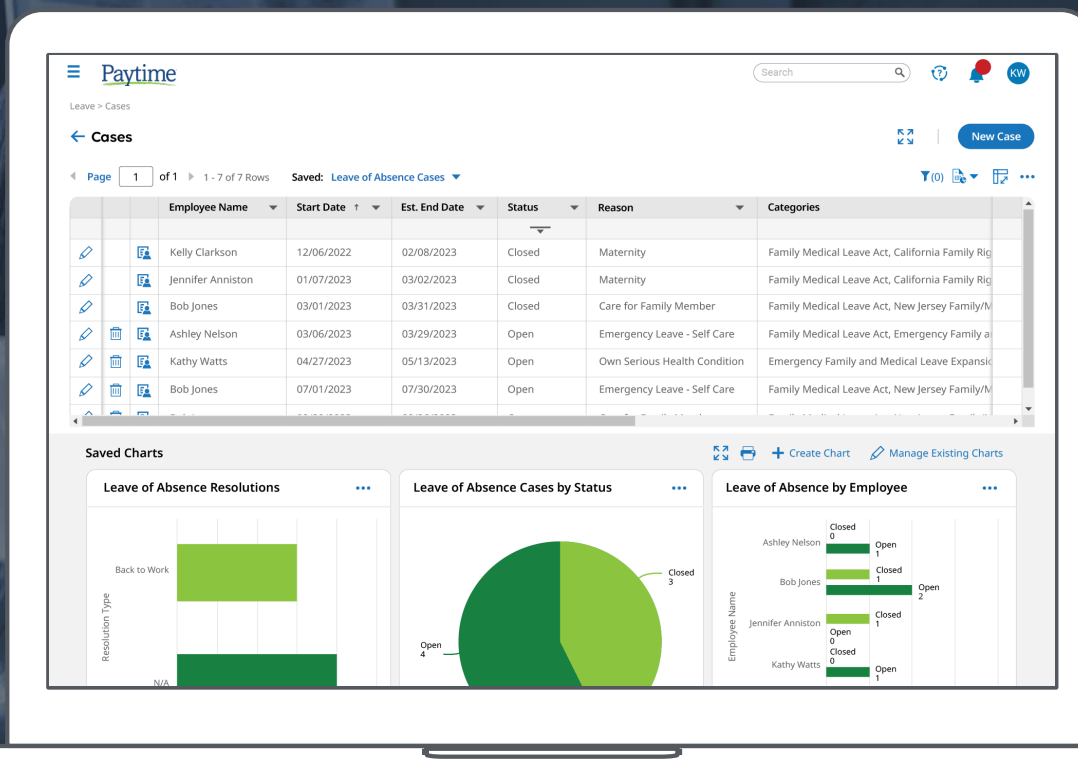 Paytime
Search
KW
Leave > Cases
Cases
New Case
Page 1 of 1 1 - 7 of 7 Rows Saved: Leave of Absence Cases (0)
Employee Name Start Date ↑ Est. End Date Status Reason Categories
Kelly Clarkson 12/06/2022 02/08/2023 Closed Maternity Family Medical Leave Act, California Family Rig
Jennifer Anniston 01/07/2023 03/02/2023 Closed Maternity Family Medical Leave Act, California Family Rig
Bob Jones 03/01/2023 03/31/2023 Closed Care for Family Member Family Medical Leave Act, New Jersey Family/M
Ashley Nelson 03/06/2023 03/29/2023 Open Emergency Leave - Self Care Family Medical Leave Act, Emergency Family a
Kathy Watts 04/27/2023 05/13/2023 Open Own Serious Health Condition Emergency Family and Medical Leave Expansio
Bob Jones 07/01/2023 07/30/2023 Open Emergency Leave - Self Care Family Medical Leave Act, New Jersey Family/M
Saved Charts
Create Chart Manage Existing Charts
Leave of Absence Resolutions
Resolution Type
Back to Work
N/A
Leave of Absence Cases by Status
Closed
3
Open
4
Leave of Absence by Employee
Employee Name
Ashley Nelson
Closed
0
Open
1
Bob Jones
Closed
1
Open
2
Jennifer Anniston
Closed
1
Open
0
Kathy Watts
Closed
0
Open
1